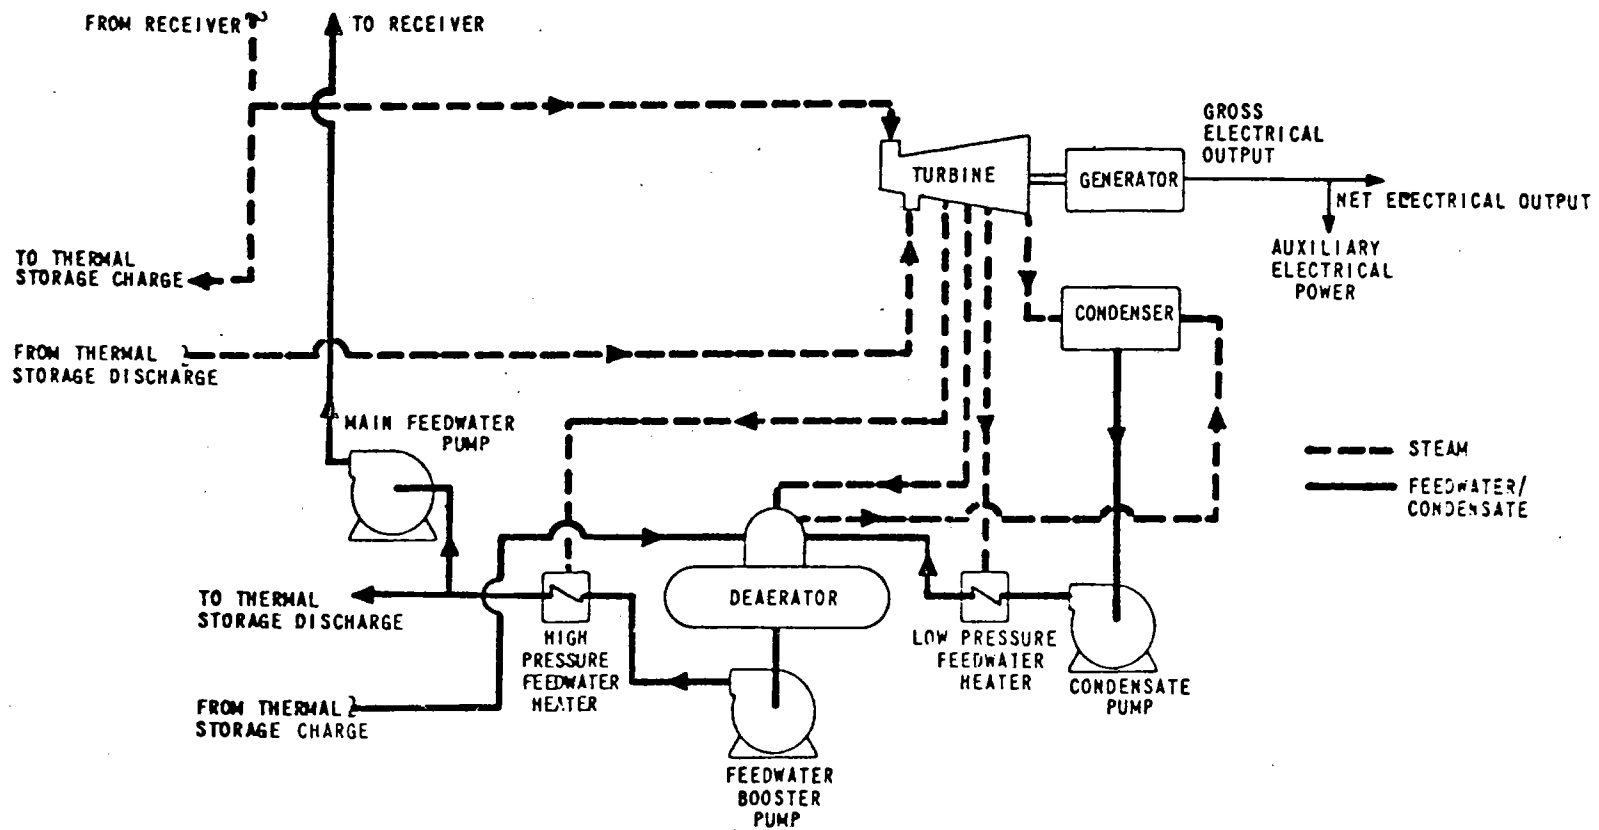 FROM RECEIVER
TO RECEIVER
GROSS
ELECTRICAL
OUTPUT
TURBINE
GENERATOR
NET ELECTRICAL OUTPUT
AUXILIARY
ELECTRICAL
POWER
TO THERMAL
STORAGE CHARGE
CONDENSER
FROM THERMAL
STORAGE DISCHARGE
MAIN FEEDWATER
PUMP
STEAM
FEEDWATER/
CONDENSATE
TO THERMAL
STORAGE DISCHARGE
DEAERATOR
HIGH
PRESSURE
FEEDWATER
HEATER
LOW PRESSURE
FEEDWATER
HEATER
CONDENSATE
PUMP
FROM THERMAL
STORAGE CHARGE
FEEDWATER
BOOSTER
PUMP